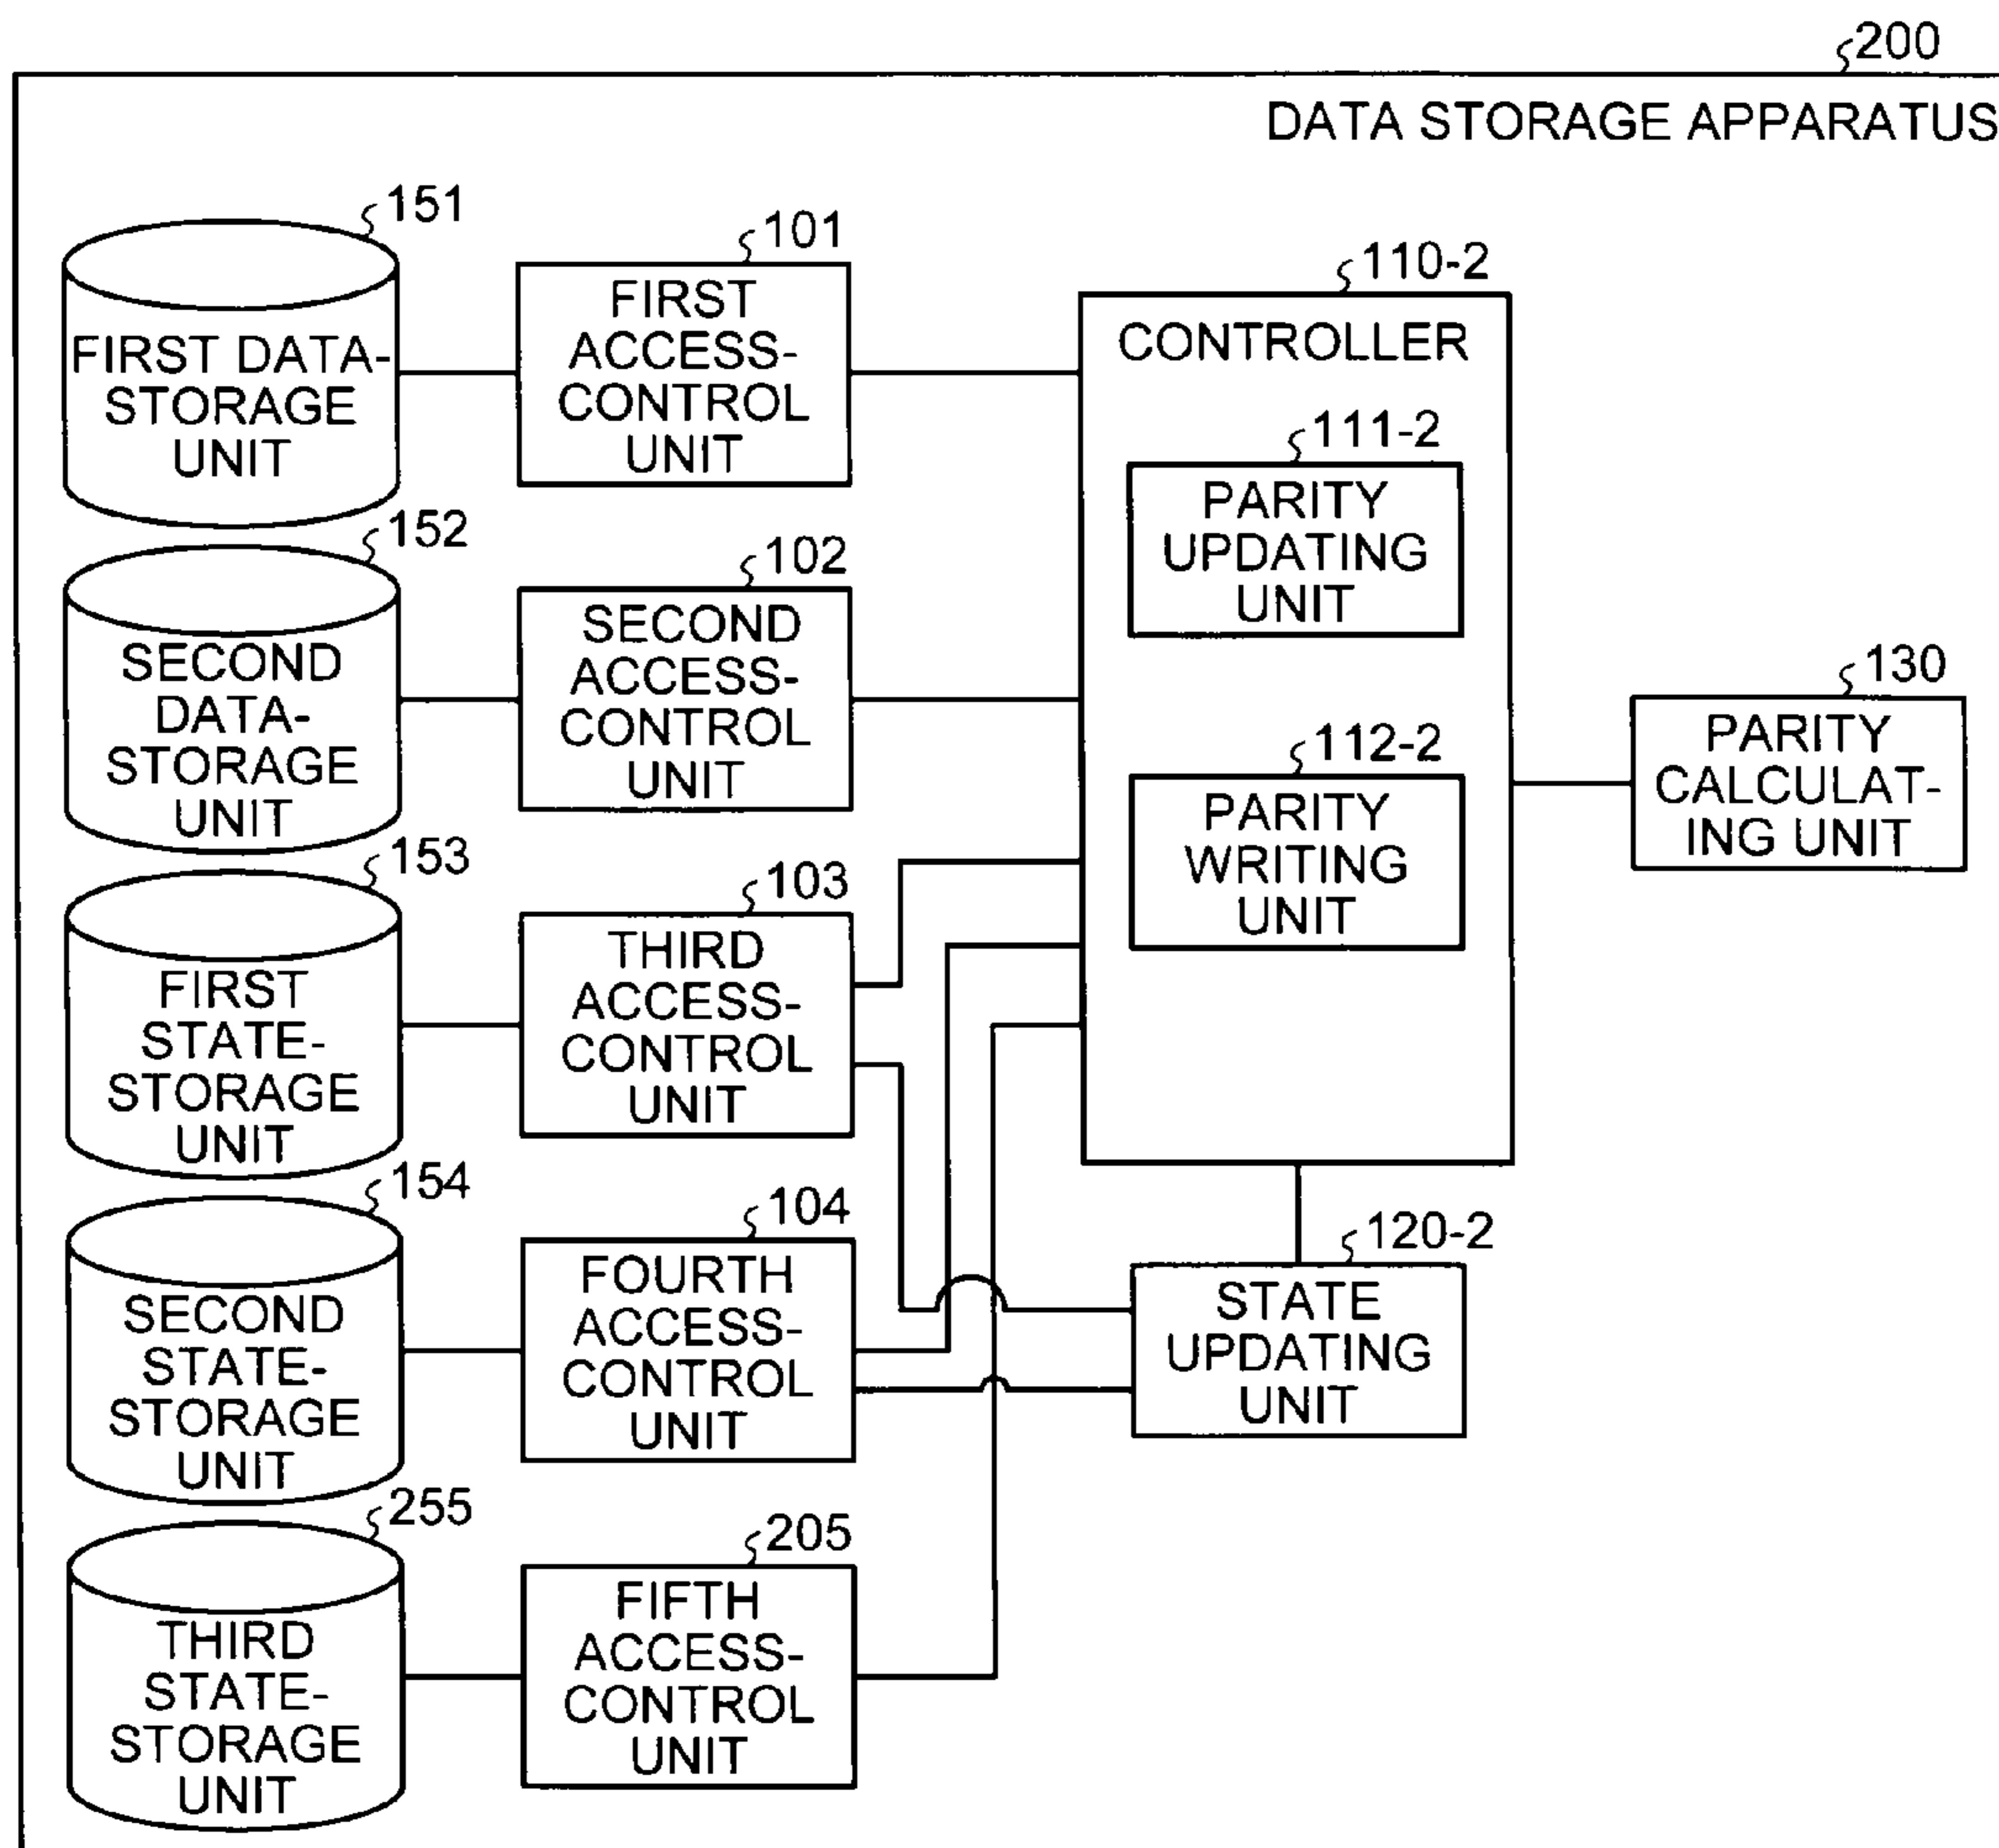 200
DATA STORAGE APPARATUS
151
FIRST DATA-
STORAGE
UNIT
101
FIRST
ACCESS-
CONTROL
UNIT
110-2
CONTROLLER
111-2
PARITY
UPDATING
UNIT
152
SECOND
DATA-
STORAGE
UNIT
102
SECOND
ACCESS-
CONTROL
UNIT
112-2
PARITY
WRITING
UNIT
130
PARITY
CALCULAT-
ING UNIT
153
FIRST
STATE-
STORAGE
UNIT
103
THIRD
ACCESS-
CONTROL
UNIT
154
SECOND
STATE-
STORAGE
UNIT
104
FOURTH
ACCESS-
CONTROL
UNIT
120-2
STATE
UPDATING
UNIT
255
THIRD
STATE-
STORAGE
UNIT
205
FIFTH
ACCESS-
CONTROL
UNIT